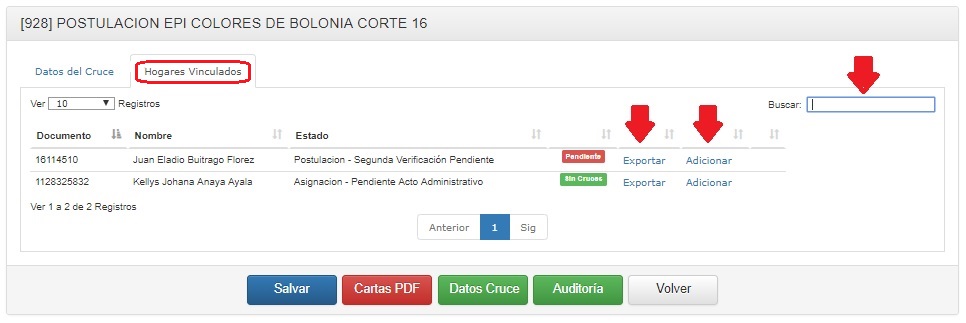 [928] POSTULACION EPI COLORES DE BOLONIA CORTE 16
Datos del Cruce Hogares Vinculados
Ver 10 Registros Buscar:
Documento Nombre Estado
16114510 Juan Eladio Buitrago Florez Postulacion - Segunda Verificación Pendiente Pendiente Exportar Adicionar
1128325832 Kellys Johana Anaya Ayala Asignacion - Pendiente Acto Administrativo Sin Cruces Exportar Adicionar
Ver 1 a 2 de 2 Registros
Anterior 1 Sig
Salvar Cartas PDF Datos Cruce Auditoría Volver